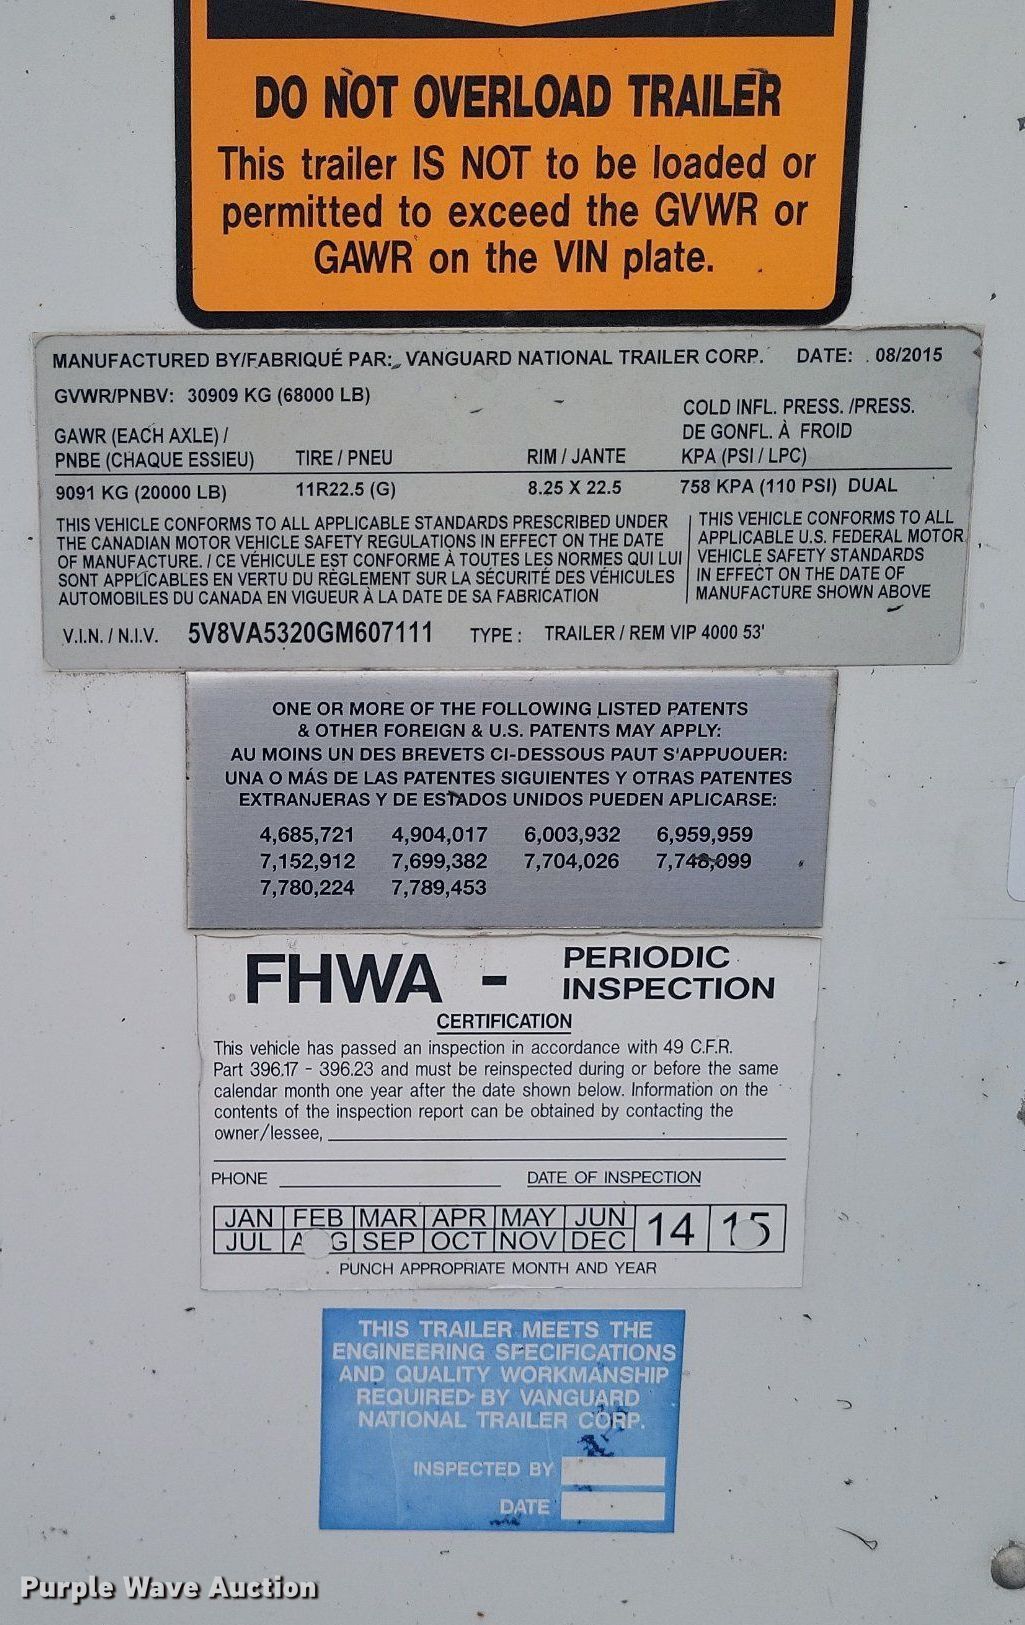 DO NOT OVERLOAD TRAILER
This trailer IS NOT to be loaded or
permitted to exceed the GVWR or
GAWR on the VIN plate.
MANUFACTURED BY/FABRIQUÉ PAR: VANGUARD NATIONAL TRAILER CORP. DATE: 08/2015
GVWR/PNBV: 30909 KG (68000 LB)
COLD INFL. PRESS. /PRESS.
GAWR (EACH AXLE) / DE GONFL. À FROID
PNBE (CHAQUE ESSIEU) TIRE / PNEU RIM / JANTE KPA (PSI / LPC)
9091 KG (20000 LB) 11R22.5 (G) 8.25 X 22.5 758 KPA (110 PSI) DUAL
THIS VEHICLE CONFORMS TO ALL APPLICABLE STANDARDS PRESCRIBED UNDER
THE CANADIAN MOTOR VEHICLE SAFETY REGULATIONS IN EFFECT ON THE DATE
OF MANUFACTURE. / CE VÉHICULE EST CONFORME À TOUTES LES NORMES QUI LUI
SONT APPLICABLES EN VERTU DU RÈGLEMENT SUR LA SÉCURITÉ DES VÉHICULES
AUTOMOBILES DU CANADA EN VIGUEUR À LA DATE DE SA FABRICATION
THIS VEHICLE CONFORMS TO ALL
APPLICABLE U.S. FEDERAL MOTOR
VEHICLE SAFETY STANDARDS
IN EFFECT ON THE DATE OF
MANUFACTURE SHOWN ABOVE
V.I.N. / N.I.V. 5V8VA5320GM607111 TYPE : TRAILER / REM VIP 4000 53'
ONE OR MORE OF THE FOLLOWING LISTED PATENTS
& OTHER FOREIGN & U.S. PATENTS MAY APPLY:
AU MOINS UN DES BREVETS CI-DESSOUS PAUT S'APPUOUER:
UNA O MÁS DE LAS PATENTES SIGUIENTES Y OTRAS PATENTES
EXTRANJERAS Y DE ESTADOS UNIDOS PUEDEN APLICARSE:
4,685,721 4,904,017 6,003,932 6,959,959
7,152,912 7,699,382 7,704,026 7,748,099
7,780,224 7,789,453
FHWA - PERIODIC
INSPECTION
CERTIFICATION
This vehicle has passed an inspection in accordance with 49 C.F.R.
Part 396.17 - 396.23 and must be reinspected during or before the same
calendar month one year after the date shown below. Information on the
contents of the inspection report can be obtained by contacting the
owner/lessee,
PHONE DATE OF INSPECTION
JAN FEB MAR APR MAY JUN 14 15
JUL A G SEP OCT NOV DEC
PUNCH APPROPRIATE MONTH AND YEAR
THIS TRAILER MEETS THE
ENGINEERING SPECIFICATIONS
AND QUALITY WORKMANSHIP
REQUIRED BY VANGUARD
NATIONAL TRAILER CORP.
INSPECTED BY
DATE
Purple Wave Auction